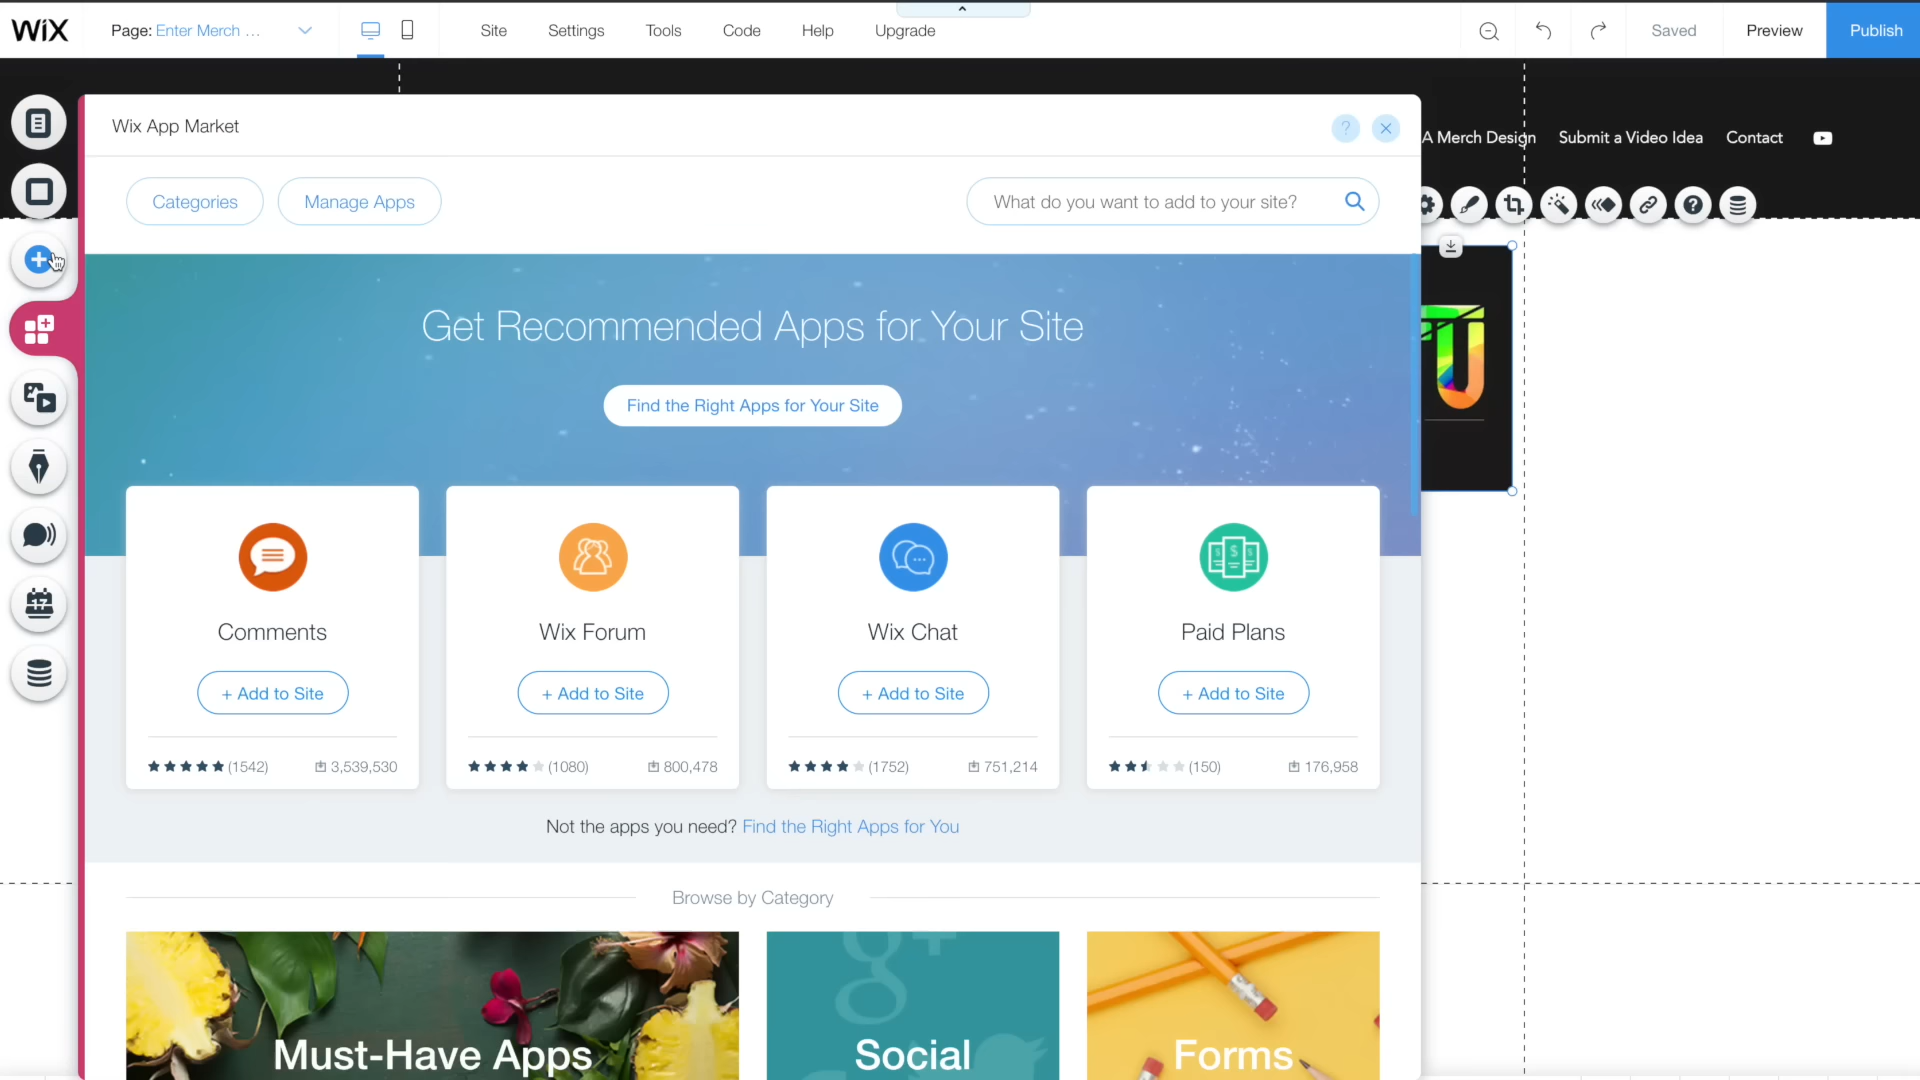 WiX
Page: Enter Merch ...
Site
Settings
Tools
Code
Help
Upgrade
Saved
Preview
Publish
Wix App Market
?
A Merch Design
Submit a Video Idea
Contact
Categories
Manage Apps
What do you want to add to your site?
Get Recommended Apps for Your Site
Find the Right Apps for Your Site
Comments
Wix Forum
Wix Chat
Paid Plans
+ Add to Site
+ Add to Site
+ Add to Site
+ Add to Site
(1542)
3,539,530
(1080)
800,478
(1752)
751,214
(150)
176,958
17
Not the apps you need? Find the Right Apps for You
Browse by Category
Must-Have Apps
Social
Forms